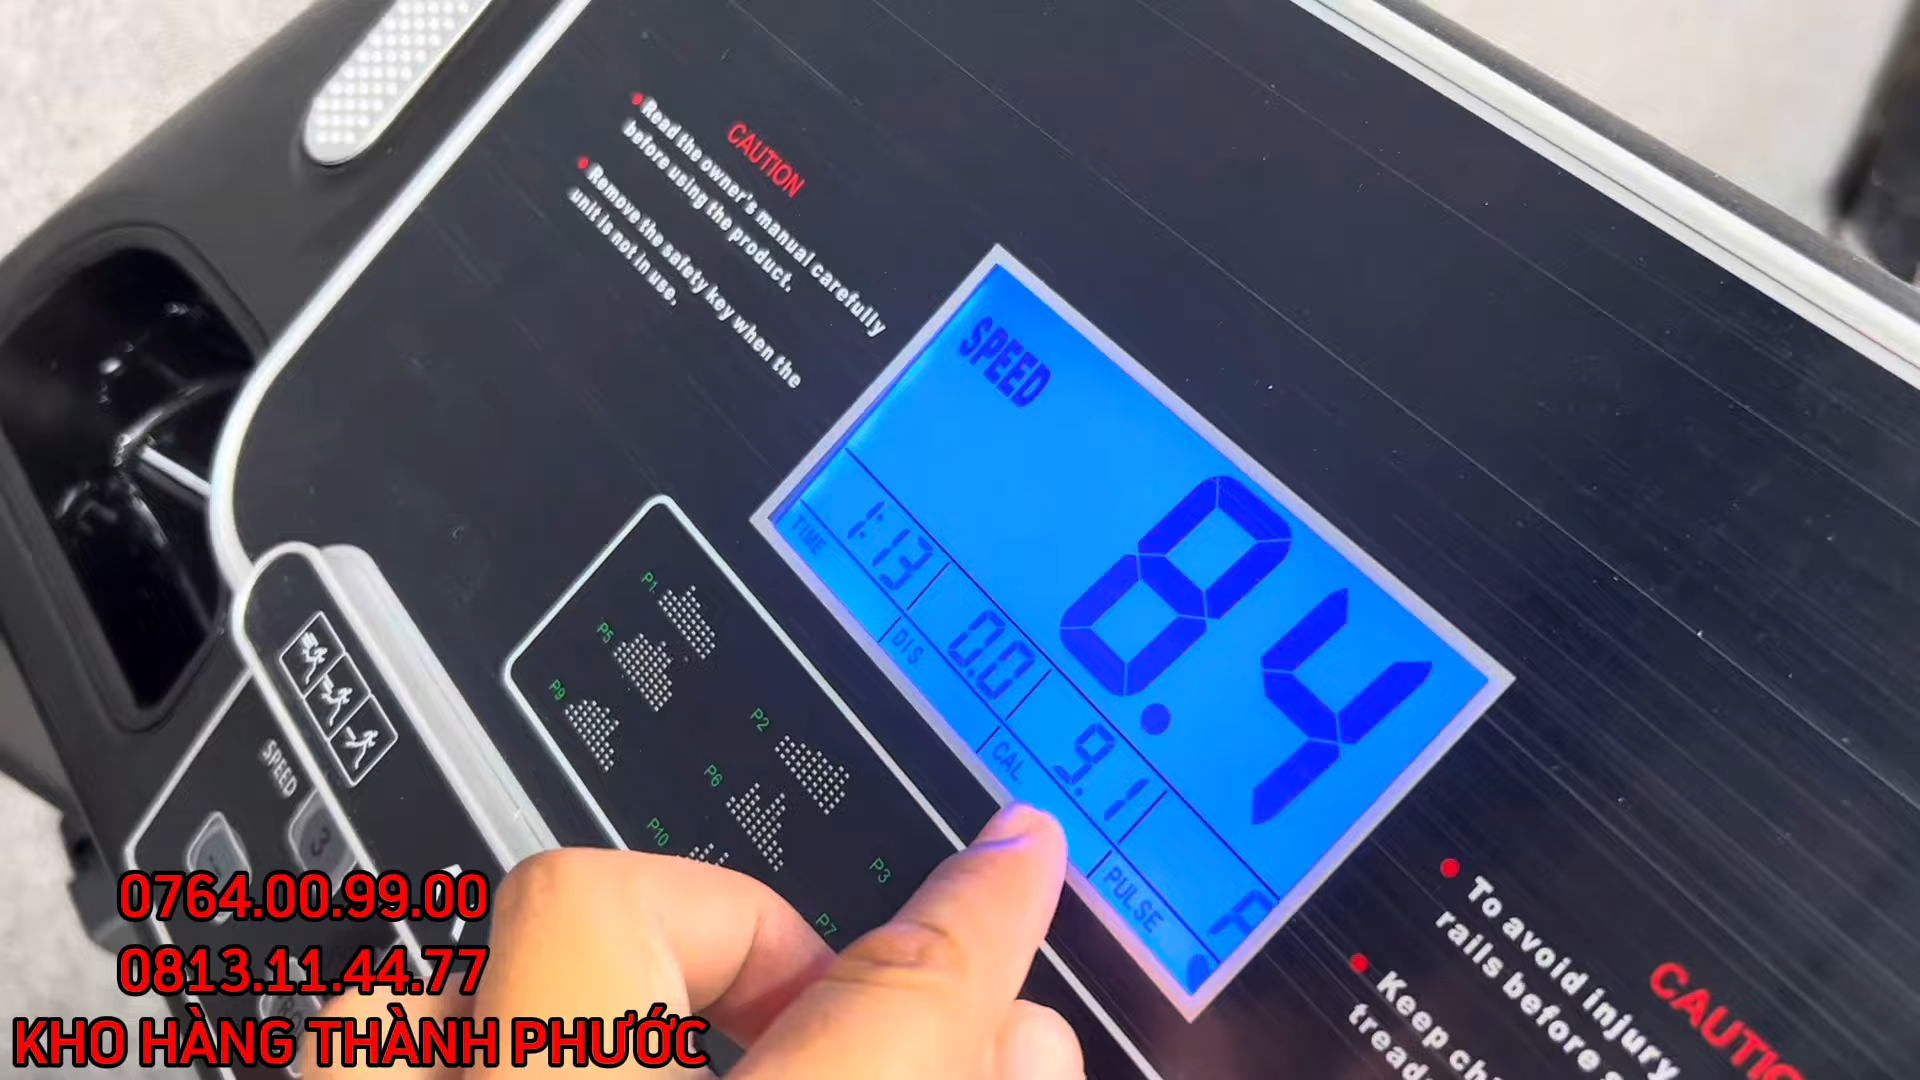 CAUTION
Read the owner's manual carefully
before using the product.
Remove the safety key when the
unit is not in use.
SPEED
8.4
1:13
TIME
0.0
DIS.
9.1
CAL
P
PULSE
P1
P5
P9
P2
P6
P10
P3
P7
SPEED
3
CAUTIO
To avoid injury
rails before s
Keep ch
tread
0764.00.99.00
0813.11.44.77
KHO HÀNG THÀNH PHƯỚC